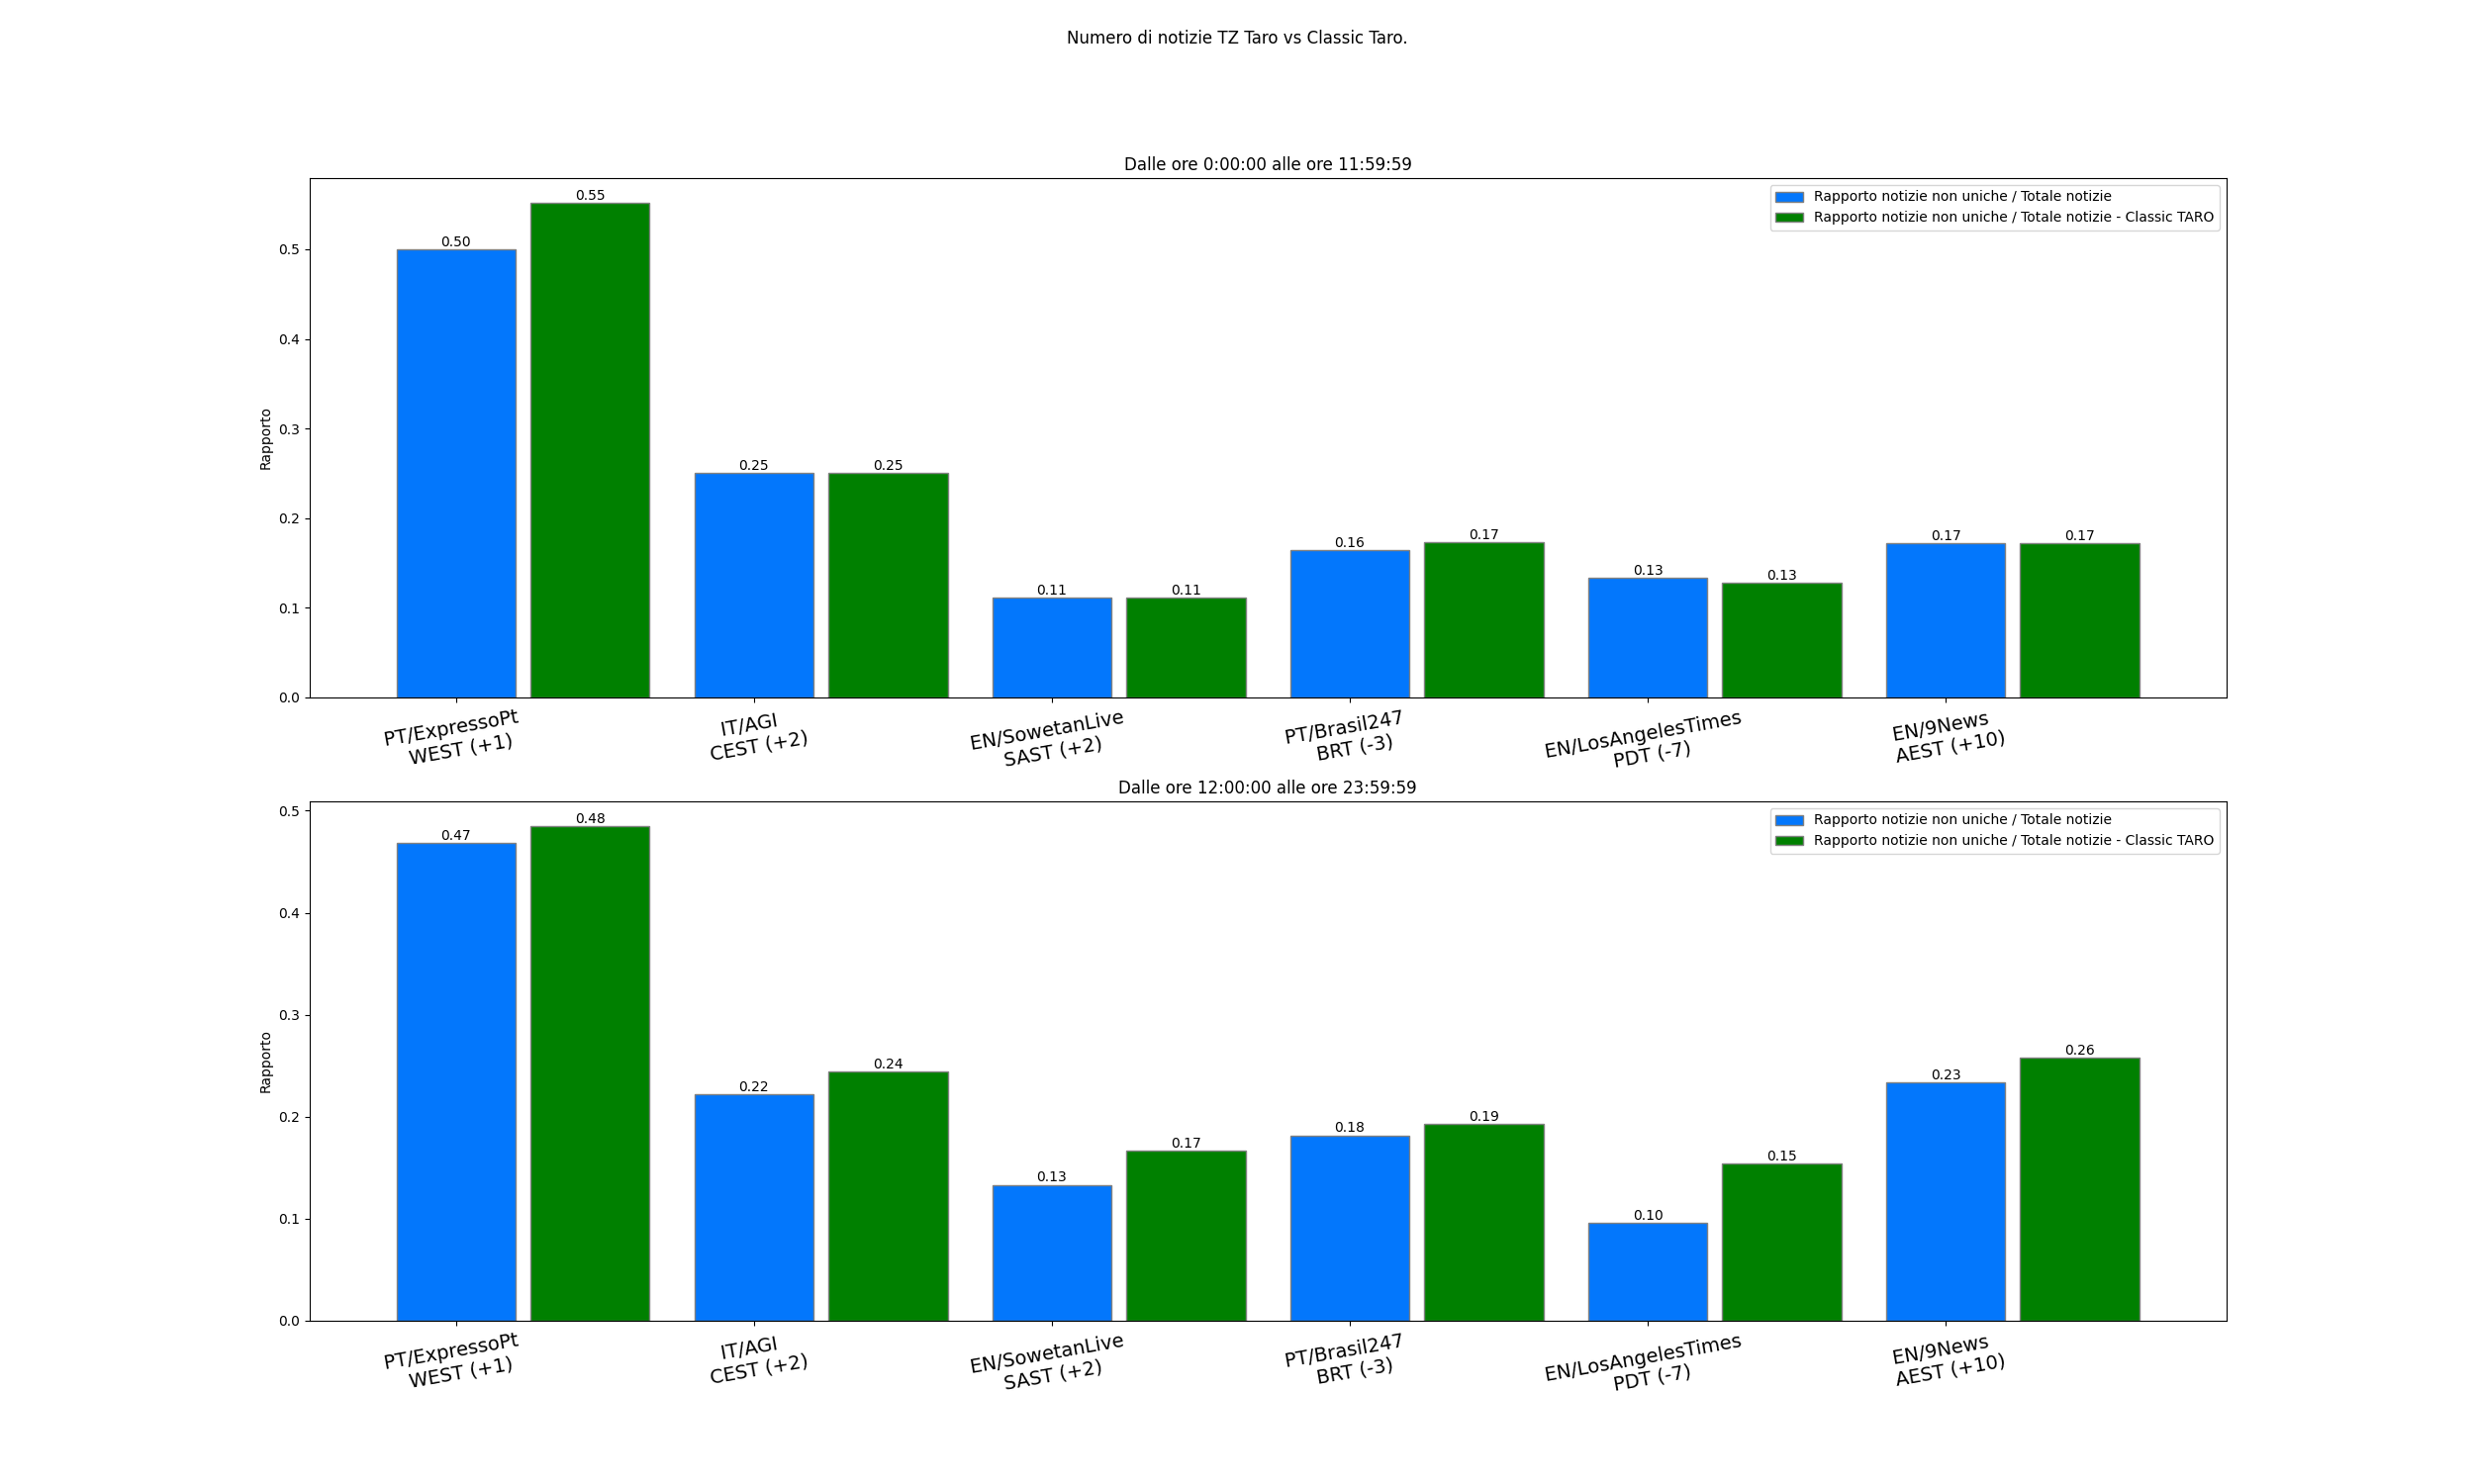 Numero di notizie TZ Taro vs Classic Taro.
Dalle ore 0:00:00 alle ore 11:59:59
Rapporto notizie non uniche / Totale notizie
Rapporto notizie non uniche / Totale notizie - Classic TARO
Rapporto
0.5
0.4
0.3
0.2
0.1
0.0
0.50
0.55
0.25
0.25
0.11
0.11
0.16
0.17
0.13
0.13
0.17
0.17
PT/ExpressoPt
WEST (+1)
IT/AGI
CEST (+2)
EN/SowetanLive
SAST (+2)
PT/Brasil247
BRT (-3)
EN/LosAngelesTimes
PDT (-7)
EN/9News
AEST (+10)
Dalle ore 12:00:00 alle ore 23:59:59
Rapporto notizie non uniche / Totale notizie
Rapporto notizie non uniche / Totale notizie - Classic TARO
Rapporto
0.5
0.4
0.3
0.2
0.1
0.0
0.47
0.48
0.22
0.24
0.13
0.17
0.18
0.19
0.10
0.15
0.23
0.26
PT/ExpressoPt
WEST (+1)
IT/AGI
CEST (+2)
EN/SowetanLive
SAST (+2)
PT/Brasil247
BRT (-3)
EN/LosAngelesTimes
PDT (-7)
EN/9News
AEST (+10)